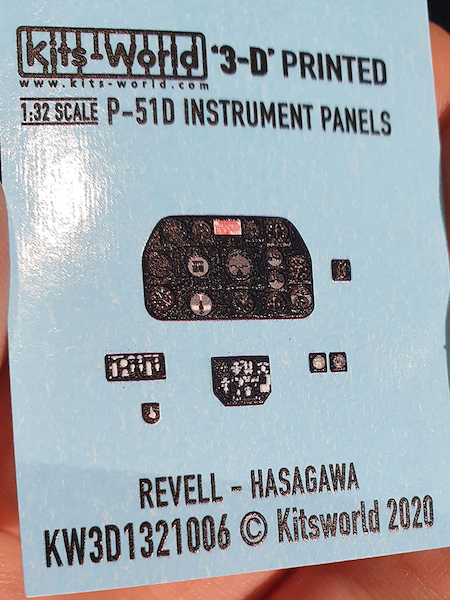 Kits-World '3-D' PRINTED
www.kits-world.com
1:32 SCALE P-51D INSTRUMENT PANELS
REVELL - HASAGAWA
KW3D1321006 © Kitsworld 2020